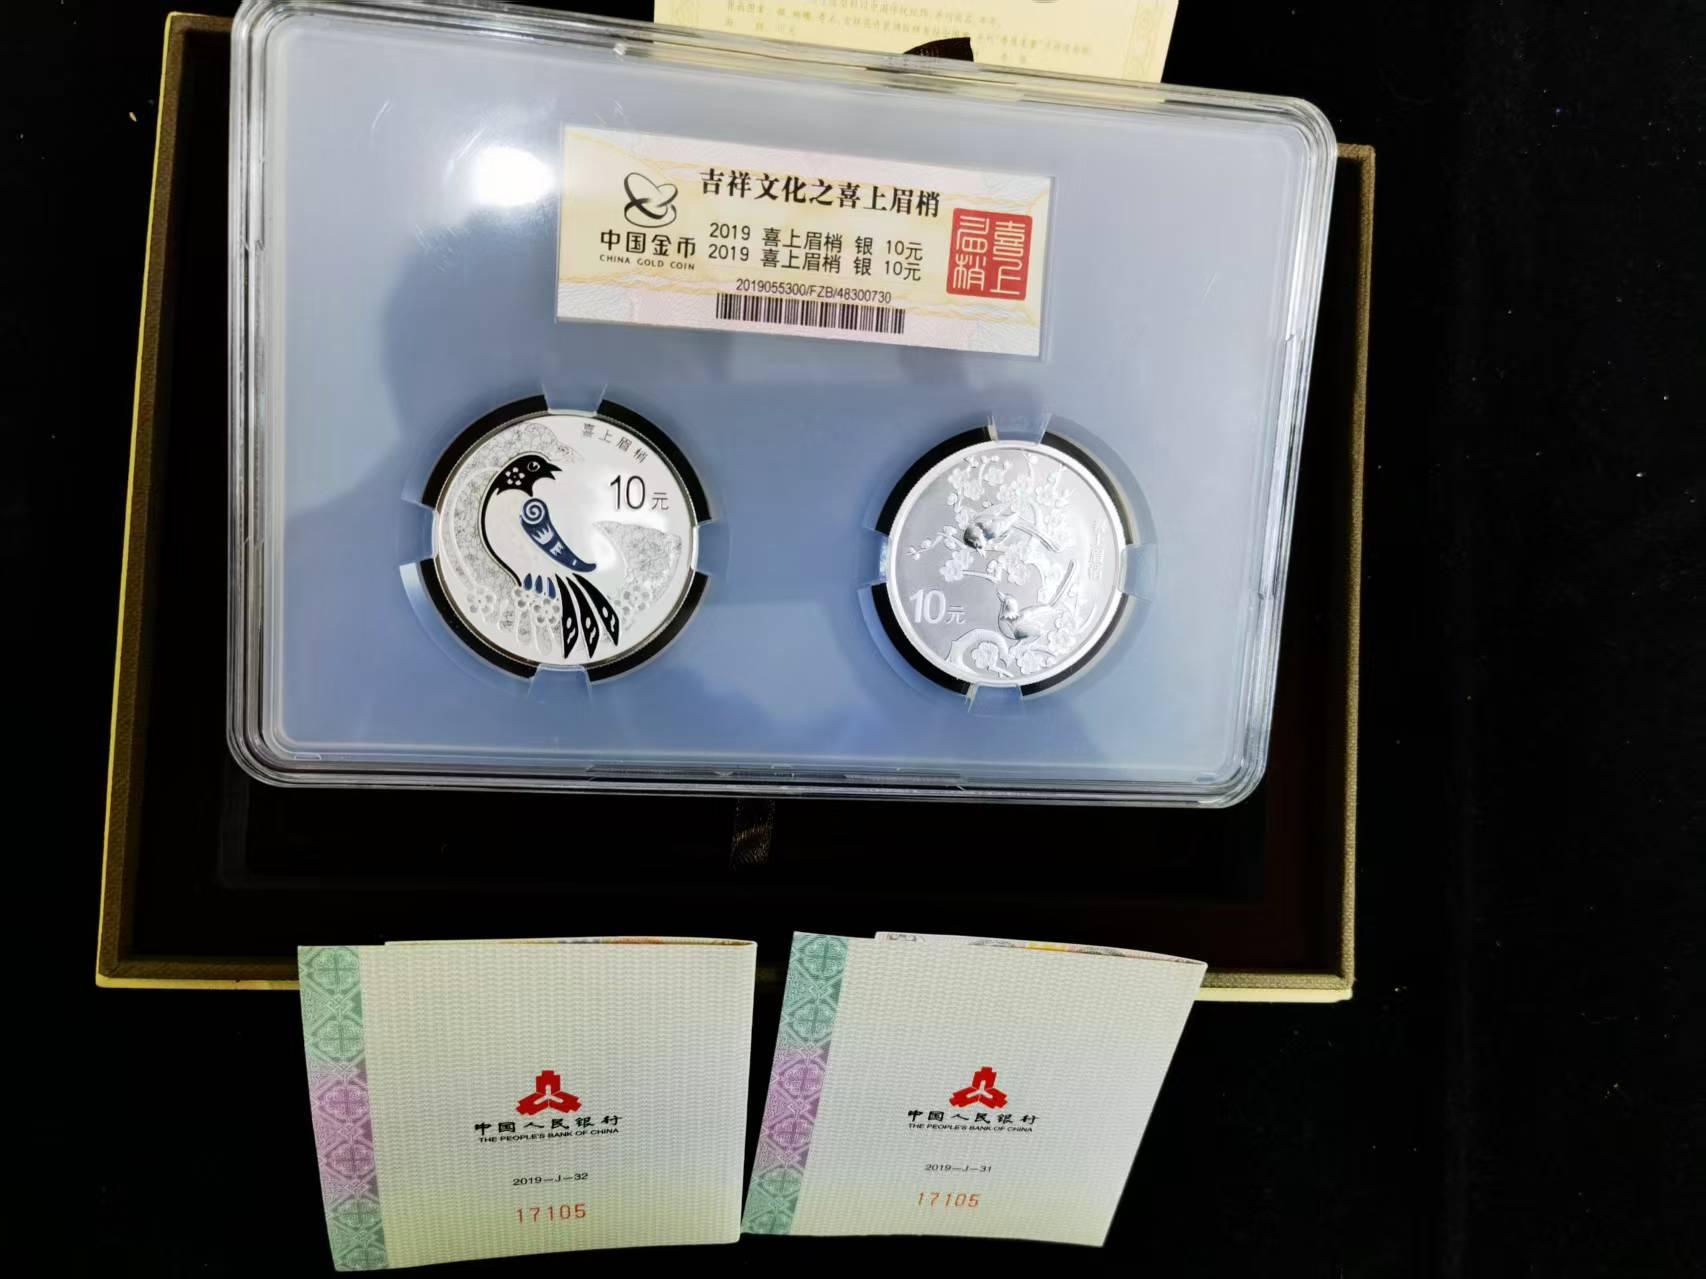 吉祥文化之喜上眉梢
中国金币
CHINA GOLD COIN
2019 喜上眉梢 银 10元
2019 喜上眉梢 银 10元
喜上眉梢
2019055300/FZB/48300730
喜上眉梢
10元
喜上眉梢
10元
中国人民银行
THE PEOPLE'S BANK OF CHINA
2019-J-32
17105
中国人民银行
THE PEOPLE'S BANK OF CHINA
2019-J-31
17105